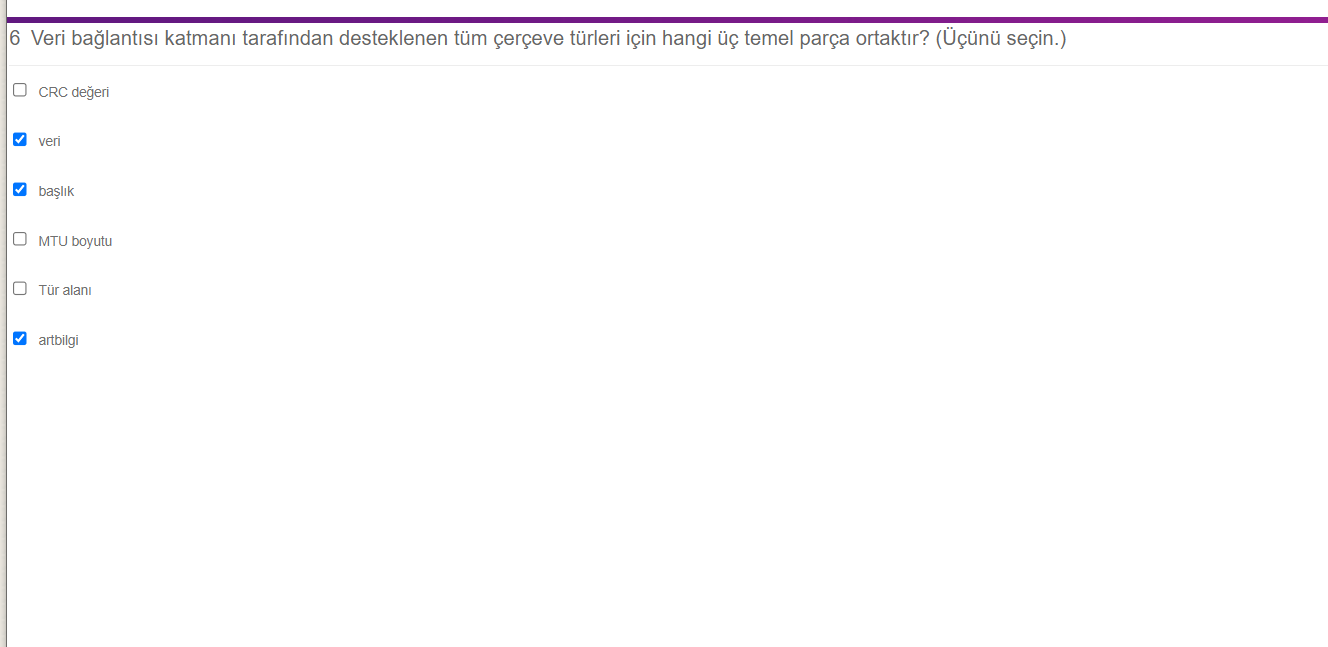 6 Veri bağlantısı katmanı tarafından desteklenen tüm çerçeve türleri için hangi üç temel parça ortaktır? (Üçünü seçin.)
CRC değeri
veri
başlık
MTU boyutu
Tür alanı
artbilgi